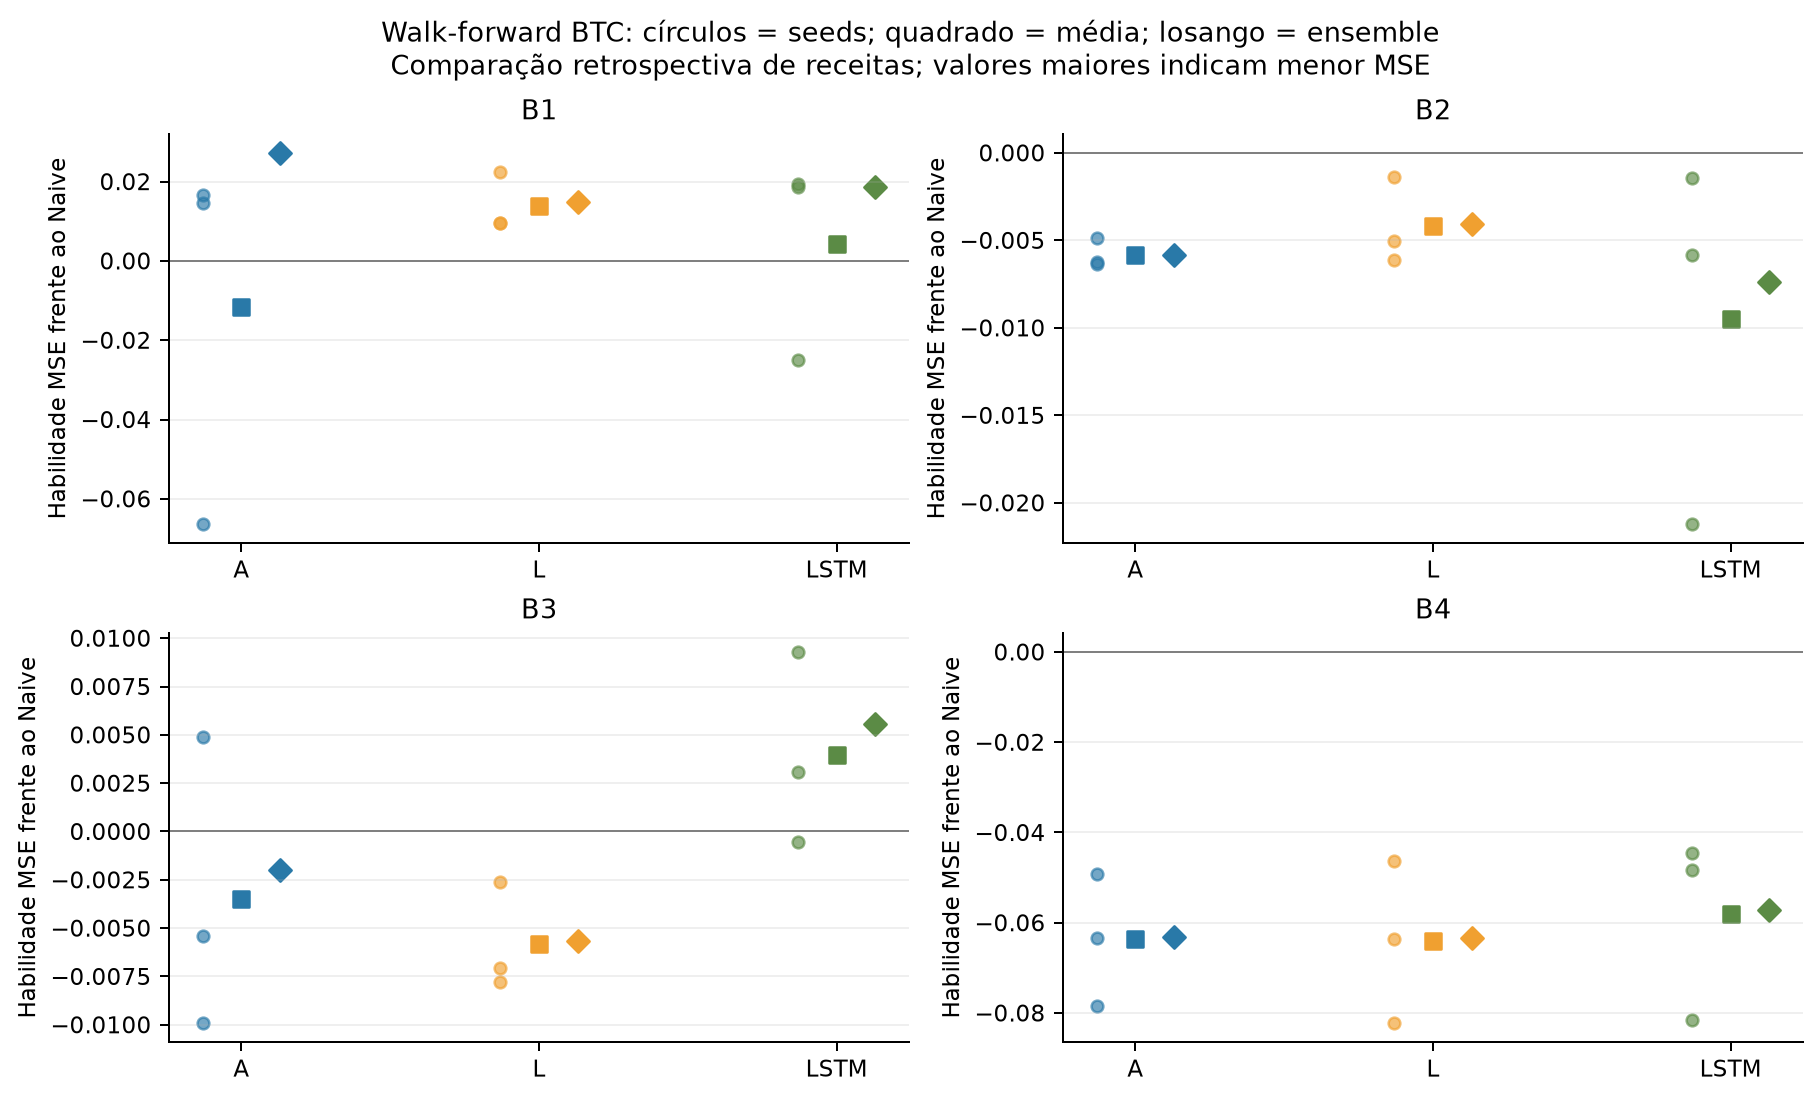 Walk-forward BTC: círculos = seeds; quadrado = média; losango = ensemble
Comparação retrospectiva de receitas; valores maiores indicam menor MSE
B1
Habilidade MSE frente ao Naive
0.02
0.00
−0.02
−0.04
−0.06
A
L
LSTM
B2
Habilidade MSE frente ao Naive
0.000
−0.005
−0.010
−0.015
−0.020
A
L
LSTM
B3
Habilidade MSE frente ao Naive
0.0100
0.0075
0.0050
0.0025
0.0000
−0.0025
−0.0050
−0.0075
−0.0100
A
L
LSTM
B4
Habilidade MSE frente ao Naive
0.00
−0.02
−0.04
−0.06
−0.08
A
L
LSTM